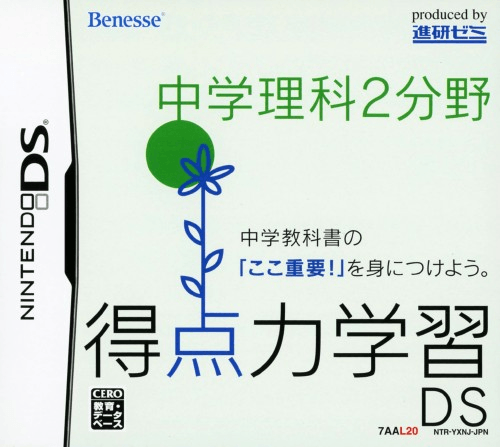 Benesse®
produced by
進研ゼミ
中学理科2分野
NINTENDO DS®
中学教科書の
「ここ重要!」を身につけよう。
得点力学習
DS
CERO
教育・
データ
ベース
7AAL20
NTR-YXNJ-JPN